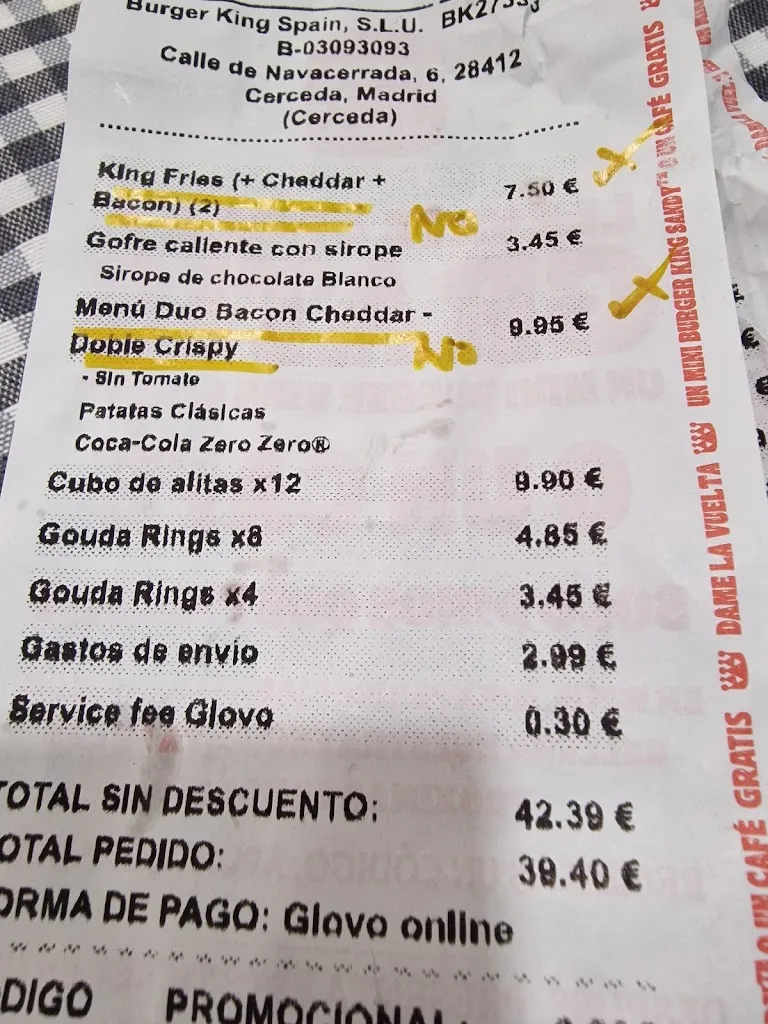 Burger King Spain, S.L.U.
B-03093093
Calle de Navacerrada, 6, 28412
Cerceda, Madrid
(Cerceda)
King Fries (+ Cheddar + 7.50 €
Bacon) (2)
NO
Gofre caliente con sirope 3.45 €
Sirope de chocolate Blanco
Menú Duo Bacon Cheddar - 9.95 €
Doble Crispy
No
- Sin Tomate
Patatas Clásicas
Coca-Cola Zero Zero®
Cubo de alitas x12 9.90 €
Gouda Rings x8 4.85 €
Gouda Rings x4 3.45 €
Gastos de envio 2.99 €
Service fee Glovo 0.30 €
TOTAL SIN DESCUENTO: 42.39 €
OTAL PEDIDO: 39.40 €
ORMA DE PAGO: Glovo online
DIGO PROMOCIONAL:
DAME LA VUELTA UN MINI BURGER KING SANDY™ O UN CAFÉ GRATIS
O UN CAFÉ GRATIS